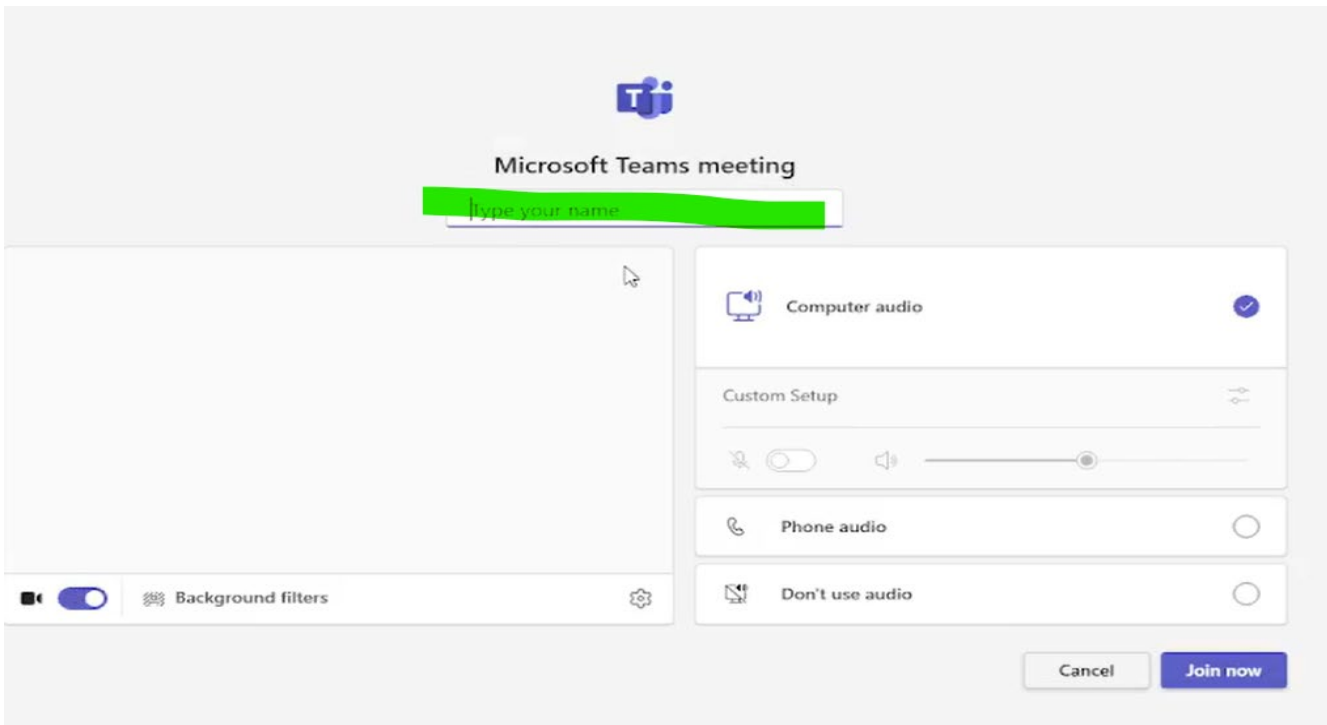 T
Microsoft Teams meeting
Type your name
Computer audio
Custom Setup
Phone audio
Don't use audio
Background filters
Cancel
Join now